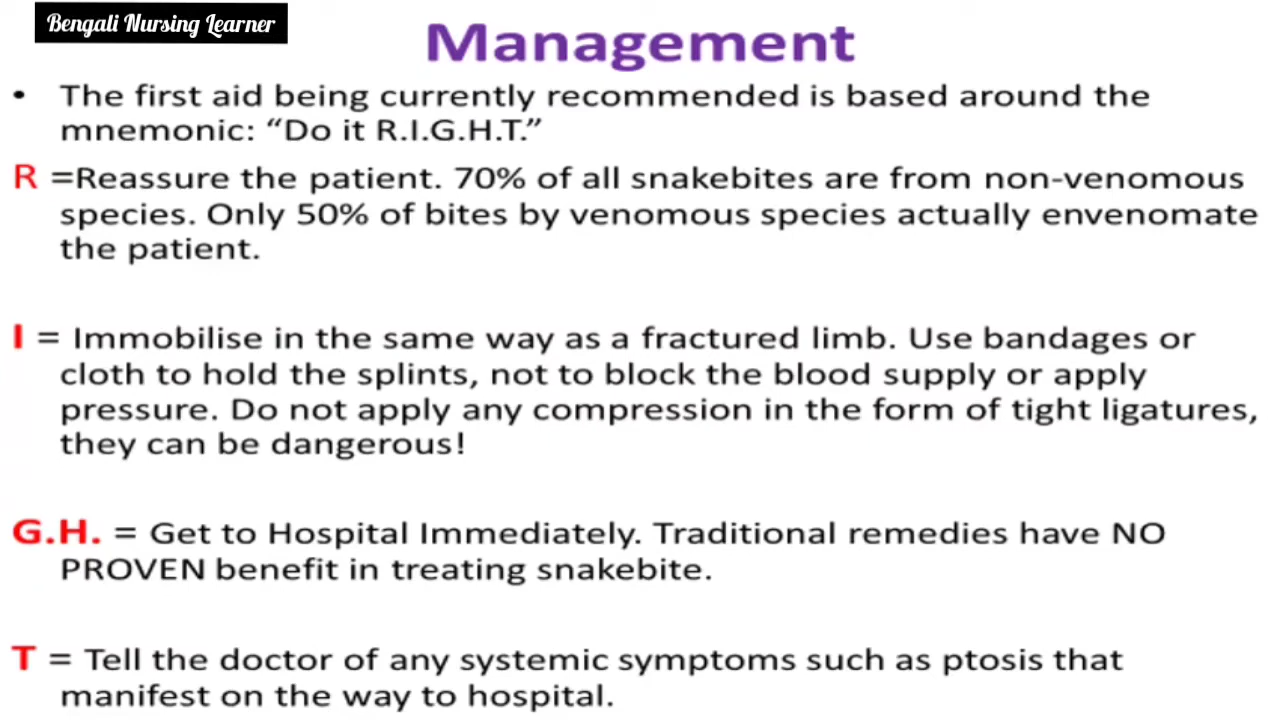 Bengali Nursing Learner
Management
• The first aid being currently recommended is based around the
mnemonic: “Do it R.I.G.H.T.”
R =Reassure the patient. 70% of all snakebites are from non-venomous
species. Only 50% of bites by venomous species actually envenomate
the patient.
I = Immobilise in the same way as a fractured limb. Use bandages or
cloth to hold the splints, not to block the blood supply or apply
pressure. Do not apply any compression in the form of tight ligatures,
they can be dangerous!
G.H. = Get to Hospital Immediately. Traditional remedies have NO
PROVEN benefit in treating snakebite.
T = Tell the doctor of any systemic symptoms such as ptosis that
manifest on the way to hospital.